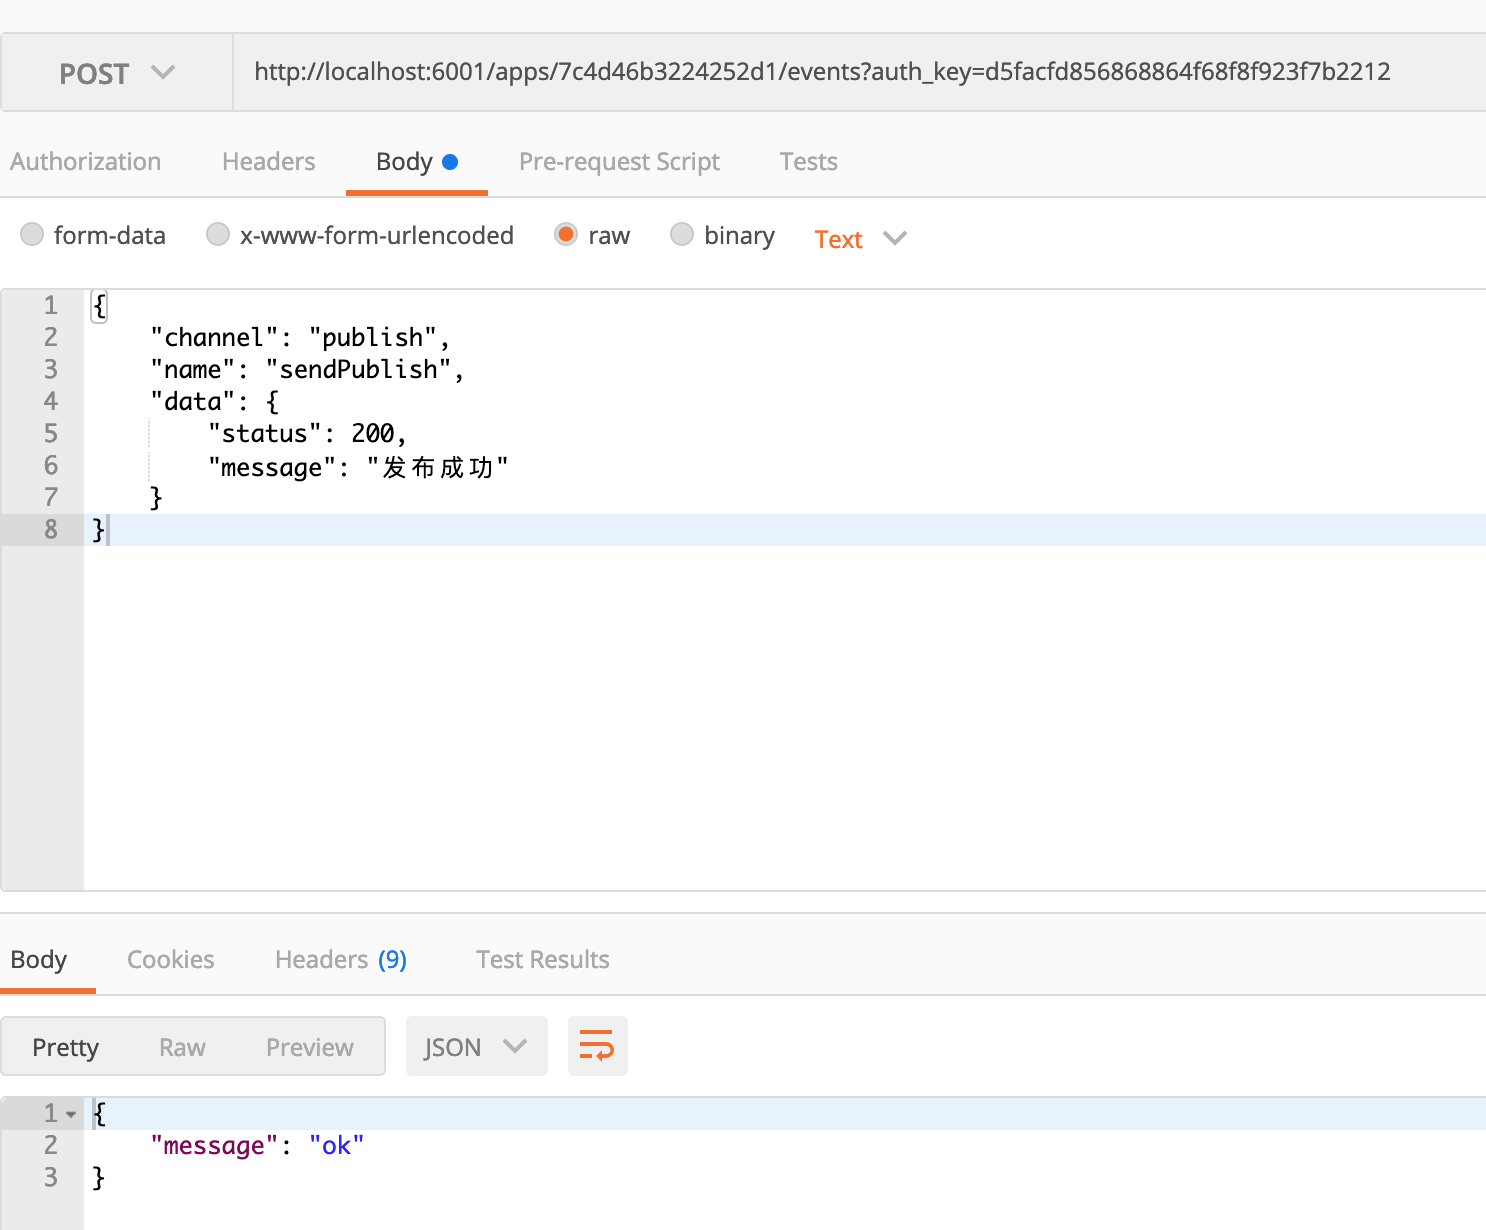 POST http://localhost:6001/apps/7c4d46b3224252d1/events?auth_key=d5facfd856868864f68f8f923f7b2212
Authorization Headers Body Pre-request Script Tests
form-data x-www-form-urlencoded raw binary Text
1 {
2 "channel": "publish",
3 "name": "sendPublish",
4 "data": {
5 "status": 200,
6 "message": "发布成功"
7 }
8 }
Body Cookies Headers (9) Test Results
Pretty Raw Preview JSON
1 {
2 "message": "ok"
3 }